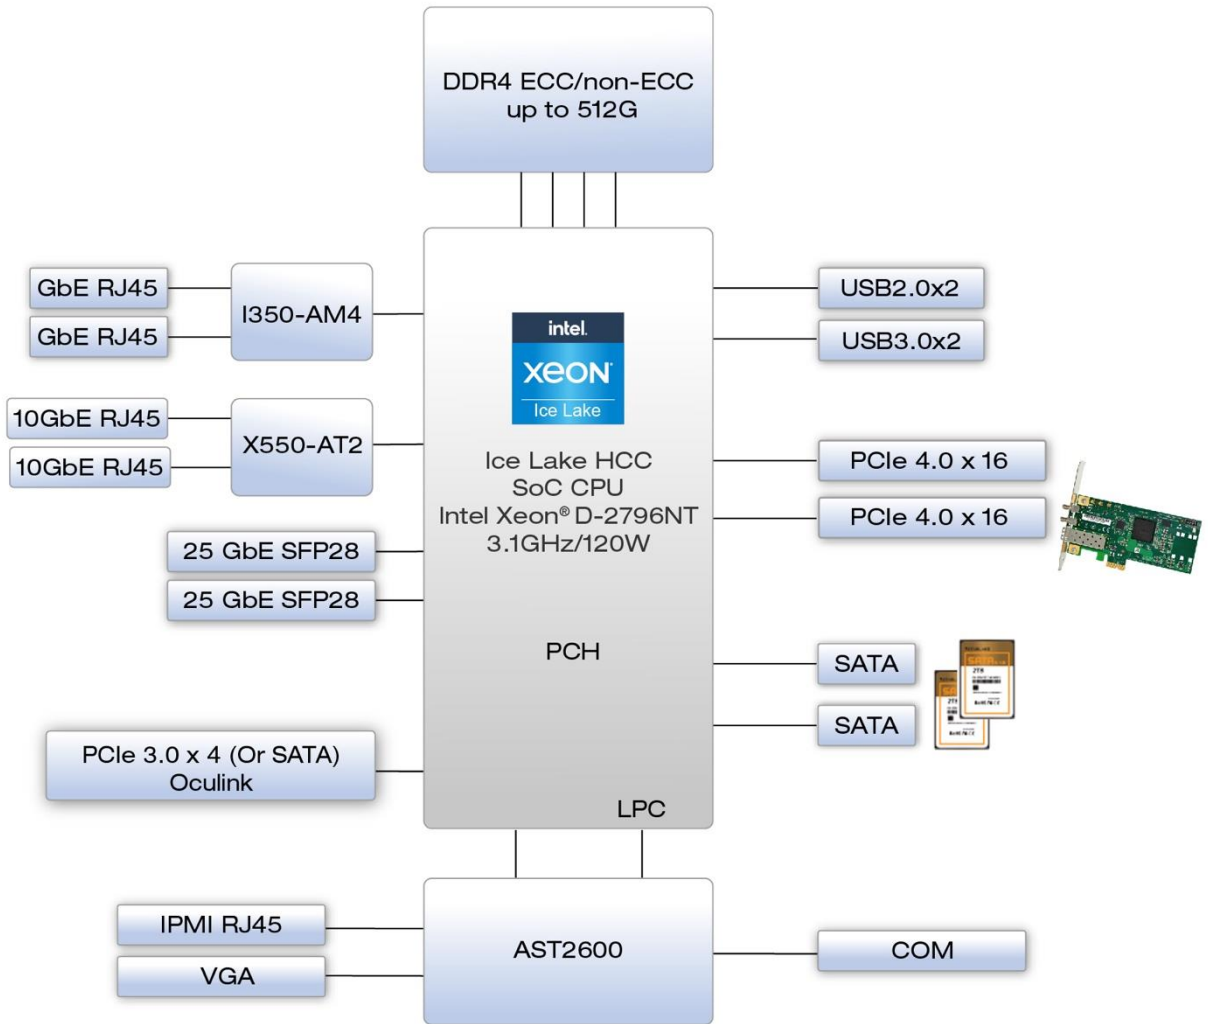 DDR4 ECC/non-ECC
up to 512G
GbE RJ45
GbE RJ45
I350-AM4
10GbE RJ45
10GbE RJ45
X550-AT2
25 GbE SFP28
25 GbE SFP28
PCIe 3.0 x 4 (Or SATA)
Oculink
intel.
XeON
Ice Lake
Ice Lake HCC
SoC CPU
Intel Xeon® D-2796NT
3.1GHz/120W
PCH
LPC
USB2.0x2
USB3.0x2
PCIe 4.0 x 16
PCIe 4.0 x 16
SATA
2TB
SATA
IPMI RJ45
VGA
AST2600
COM